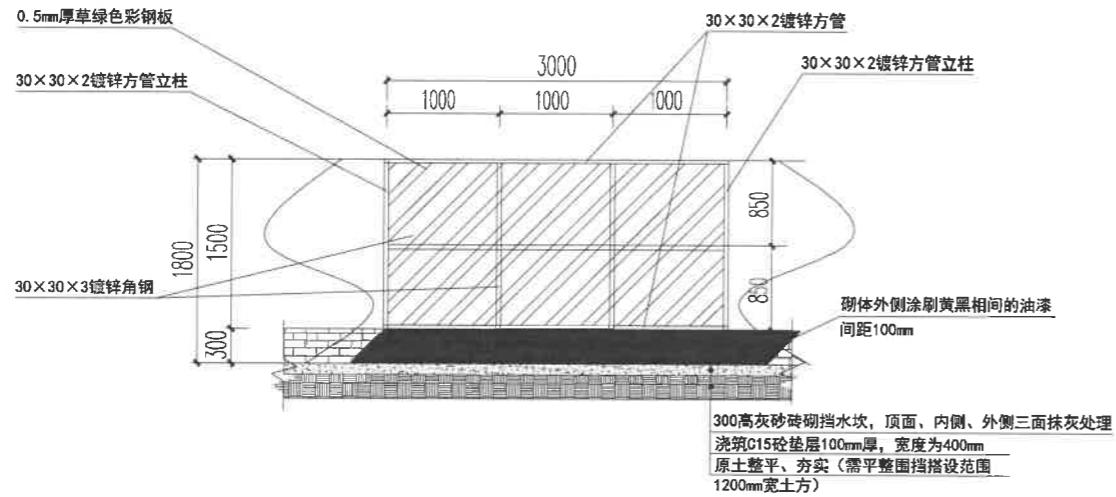 0.5mm厚草绿色彩钢板
30×30×2镀锌方管
30×30×2镀锌方管立柱
30×30×2镀锌方管立柱
3000
1000
1000
1000
1800
1500
300
850
850
30×30×3镀锌角钢
砌体外侧涂刷黄黑相间的油漆
间距100mm
300高灰砂砖砌挡水坎，顶面、内侧、外侧三面抹灰处理
浇筑C15砼垫层100mm厚，宽度为400mm
原土整平、夯实（需平整围挡搭设范围
1200mm宽土方）